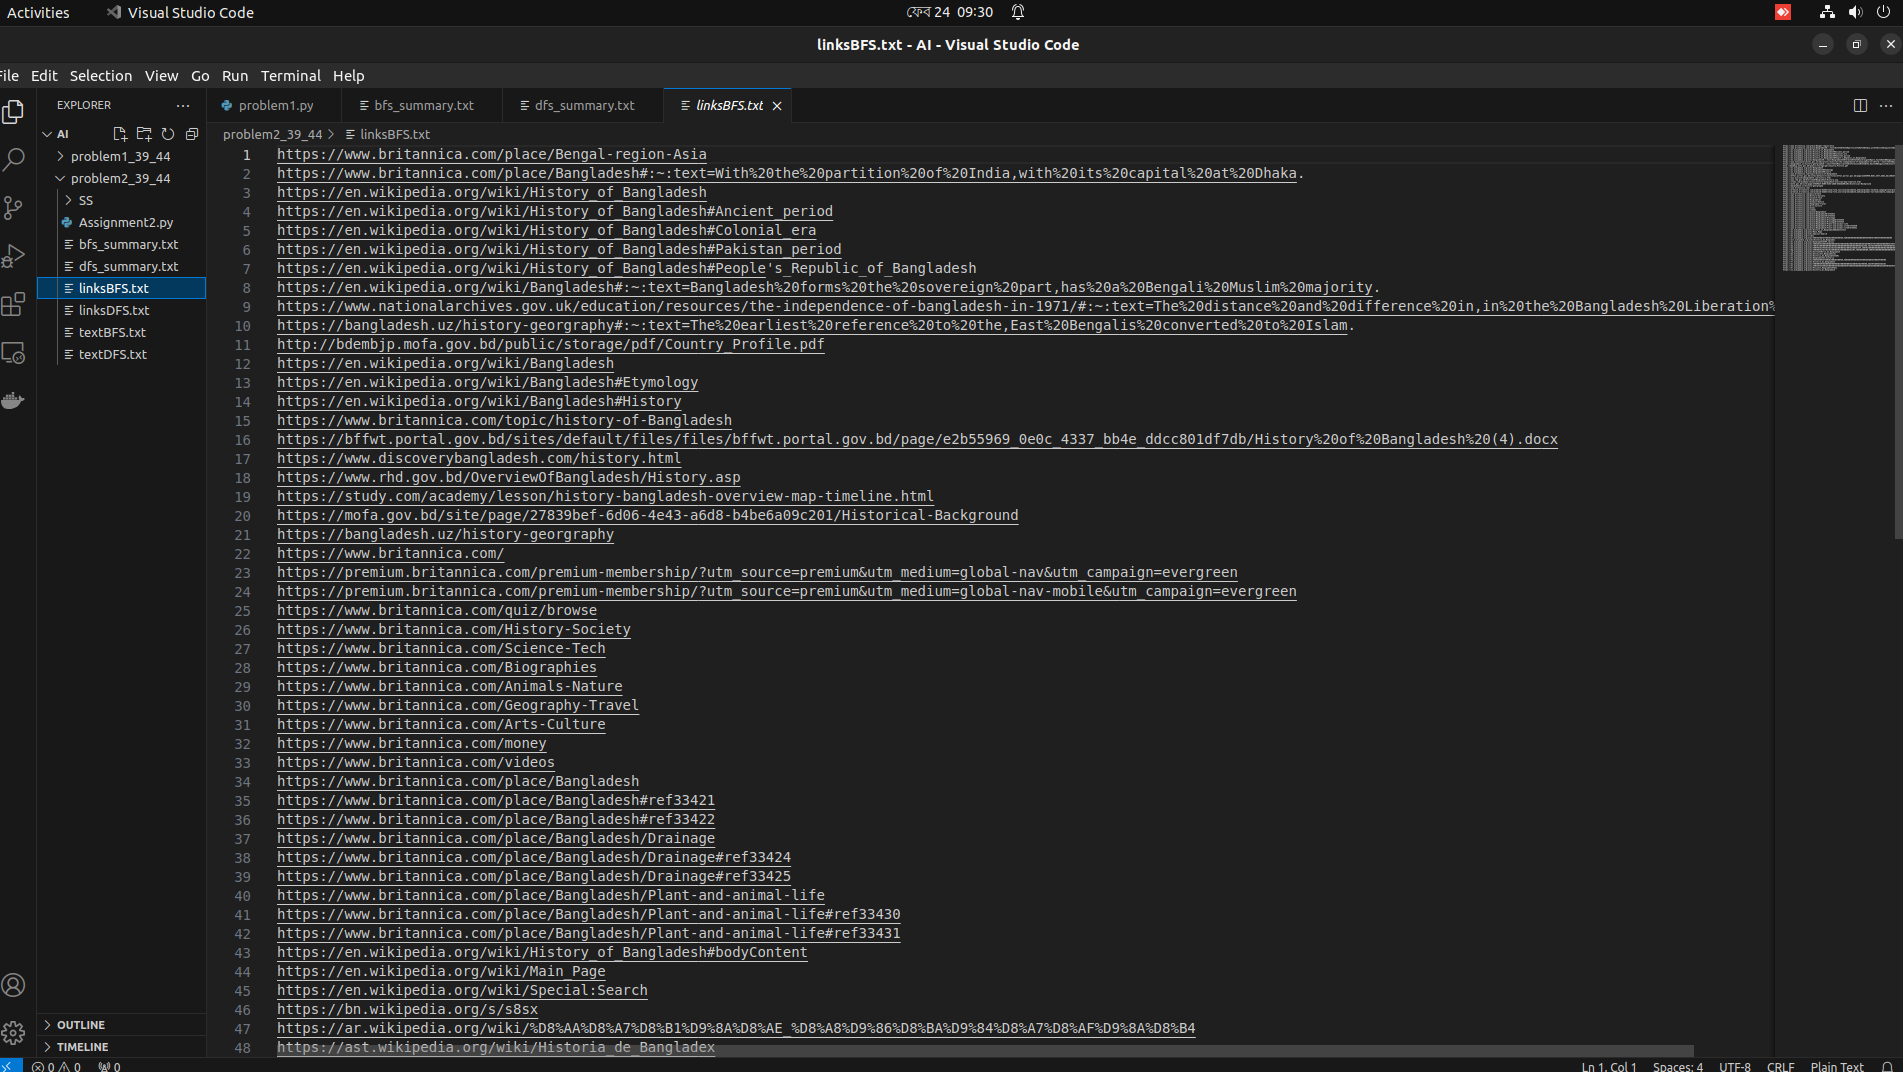 Activities
Visual Studio Code
ফেব 24 09:30
linksBFS.txt - AI - Visual Studio Code
File Edit Selection View Go Run Terminal Help
EXPLORER
AI
problem1_39_44
problem2_39_44
SS
Assignment2.py
bfs_summary.txt
dfs_summary.txt
linksBFS.txt
linksDFS.txt
textBFS.txt
textDFS.txt
OUTLINE
TIMELINE
problem1.py
bfs_summary.txt
dfs_summary.txt
linksBFS.txt
problem2_39_44 > linksBFS.txt
1 https://www.britannica.com/place/Bengal-region-Asia
2 https://www.britannica.com/place/Bangladesh#:~:text=With%20the%20partition%20of%20India,with%20its%20capital%20at%20Dhaka.
3 https://en.wikipedia.org/wiki/History_of_Bangladesh
4 https://en.wikipedia.org/wiki/History_of_Bangladesh#Ancient_period
5 https://en.wikipedia.org/wiki/History_of_Bangladesh#Colonial_era
6 https://en.wikipedia.org/wiki/History_of_Bangladesh#Pakistan_period
7 https://en.wikipedia.org/wiki/History_of_Bangladesh#People's_Republic_of_Bangladesh
8 https://en.wikipedia.org/wiki/Bangladesh#:~:text=Bangladesh%20forms%20the%20sovereign%20part,has%20a%20Bengali%20Muslim%20majority.
9 https://www.nationalarchives.gov.uk/education/resources/the-independence-of-bangladesh-in-1971/#:~:text=The%20distance%20and%20difference%20in,in%20the%20Bangladesh%20Liberation%
10 https://bangladesh.uz/history-georgraphy#:~:text=The%20earliest%20reference%20to%20the,East%20Bengalis%20converted%20to%20Islam.
11 http://bdembjp.mofa.gov.bd/public/storage/pdf/Country_Profile.pdf
12 https://en.wikipedia.org/wiki/Bangladesh
13 https://en.wikipedia.org/wiki/Bangladesh#Etymology
14 https://en.wikipedia.org/wiki/Bangladesh#History
15 https://www.britannica.com/topic/history-of-Bangladesh
16 https://bffwt.portal.gov.bd/sites/default/files/files/bffwt.portal.gov.bd/page/e2b55969_0e0c_4337_bb4e_ddcc801df7db/History%20of%20Bangladesh%20(4).docx
17 https://www.discoverybangladesh.com/history.html
18 https://www.rhd.gov.bd/OverviewOfBangladesh/History.asp
19 https://study.com/academy/lesson/history-bangladesh-overview-map-timeline.html
20 https://mofa.gov.bd/site/page/27839bef-6d06-4e43-a6d8-b4be6a09c201/Historical-Background
21 https://bangladesh.uz/history-georgraphy
22 https://www.britannica.com/
23 https://premium.britannica.com/premium-membership/?utm_source=premium&utm_medium=global-nav&utm_campaign=evergreen
24 https://premium.britannica.com/premium-membership/?utm_source=premium&utm_medium=global-nav-mobile&utm_campaign=evergreen
25 https://www.britannica.com/quiz/browse
26 https://www.britannica.com/History-Society
27 https://www.britannica.com/Science-Tech
28 https://www.britannica.com/Biographies
29 https://www.britannica.com/Animals-Nature
30 https://www.britannica.com/Geography-Travel
31 https://www.britannica.com/Arts-Culture
32 https://www.britannica.com/money
33 https://www.britannica.com/videos
34 https://www.britannica.com/place/Bangladesh
35 https://www.britannica.com/place/Bangladesh#ref33421
36 https://www.britannica.com/place/Bangladesh#ref33422
37 https://www.britannica.com/place/Bangladesh/Drainage
38 https://www.britannica.com/place/Bangladesh/Drainage#ref33424
39 https://www.britannica.com/place/Bangladesh/Drainage#ref33425
40 https://www.britannica.com/place/Bangladesh/Plant-and-animal-life
41 https://www.britannica.com/place/Bangladesh/Plant-and-animal-life#ref33430
42 https://www.britannica.com/place/Bangladesh/Plant-and-animal-life#ref33431
43 https://en.wikipedia.org/wiki/History_of_Bangladesh#bodyContent
44 https://en.wikipedia.org/wiki/Main_Page
45 https://en.wikipedia.org/wiki/Special:Search
46 https://bn.wikipedia.org/s/s8sx
47 https://ar.wikipedia.org/wiki/%D8%AA%D8%A7%D8%B1%D9%8A%D8%AE_%D8%A8%D9%86%D8%BA%D9%84%D8%A7%D8%AF%D9%8A%D8%B4
48 https://ast.wikipedia.org/wiki/Historia_de_Bangladex
0 0 0
Ln 1, Col 1 Spaces: 4 UTF-8 CRLF Plain Text